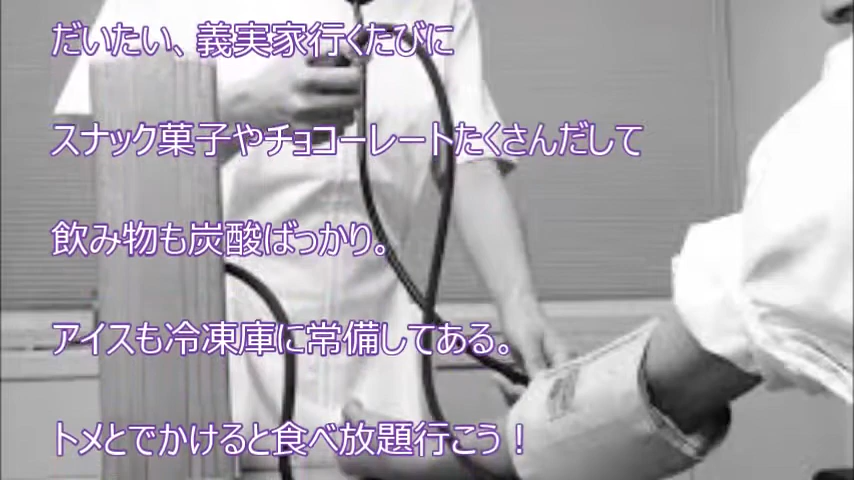 だいたい、義実家行くたびに
スナック菓子やチョコーレートたくさんだして
飲み物も炭酸ばっかり。
アイスも冷凍庫に常備してある。
トメとでかけると食べ放題行こう！